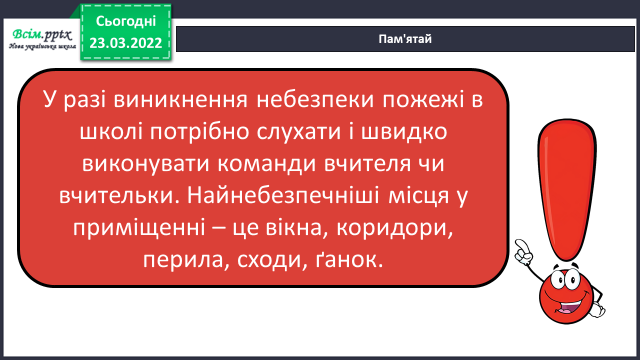 Всім.pptx
Нова українська школа
Сьогодні
23.03.2022
Пам'ятай
У разі виникнення небезпеки пожежі в
школі потрібно слухати і швидко
виконувати команди вчителя чи
вчительки. Найнебезпечніші місця у
приміщенні – це вікна, коридори,
перила, сходи, ґанок.